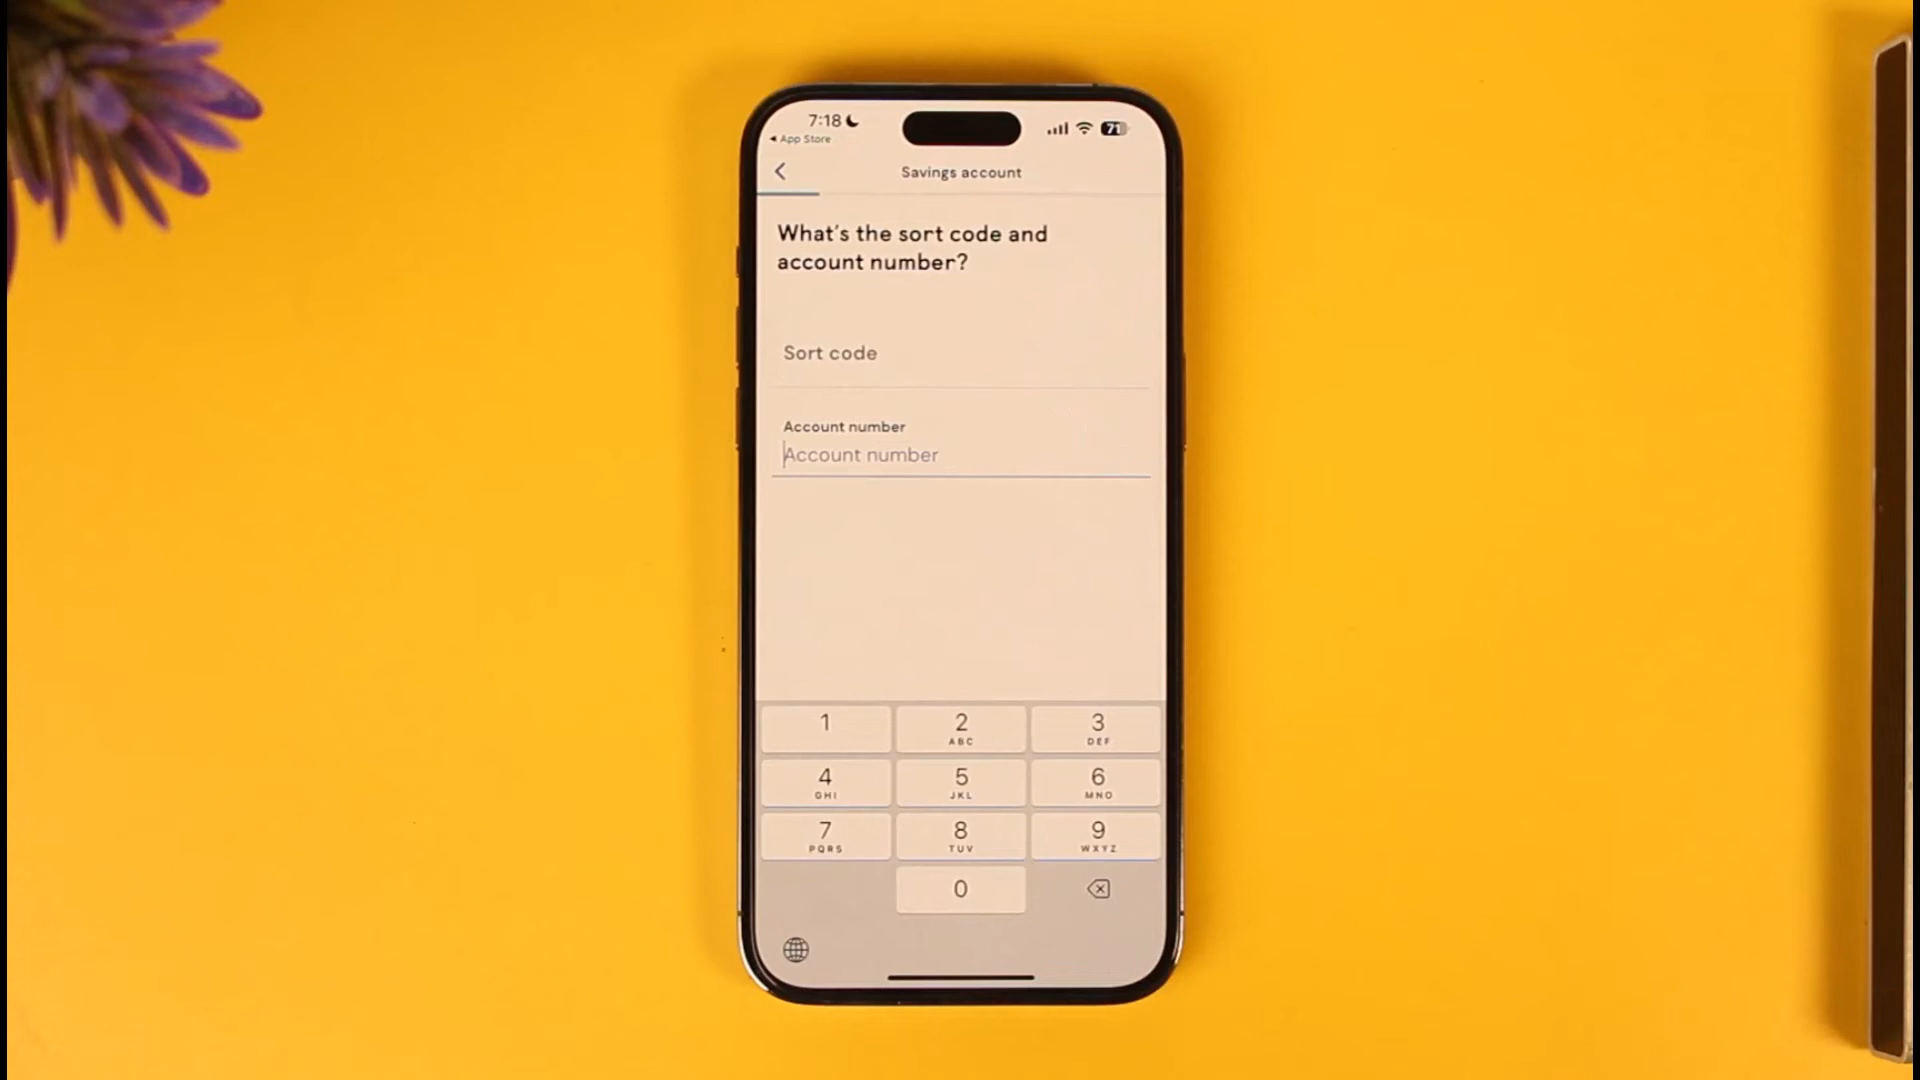 7:18
71
◂ App Store
Savings account
What's the sort code and
account number?
Sort code
Account number
Account number
1
2
3
ABC
DEF
4
5
6
GHI
JKL
MNO
7
8
9
PQRS
TUV
WXYZ
0